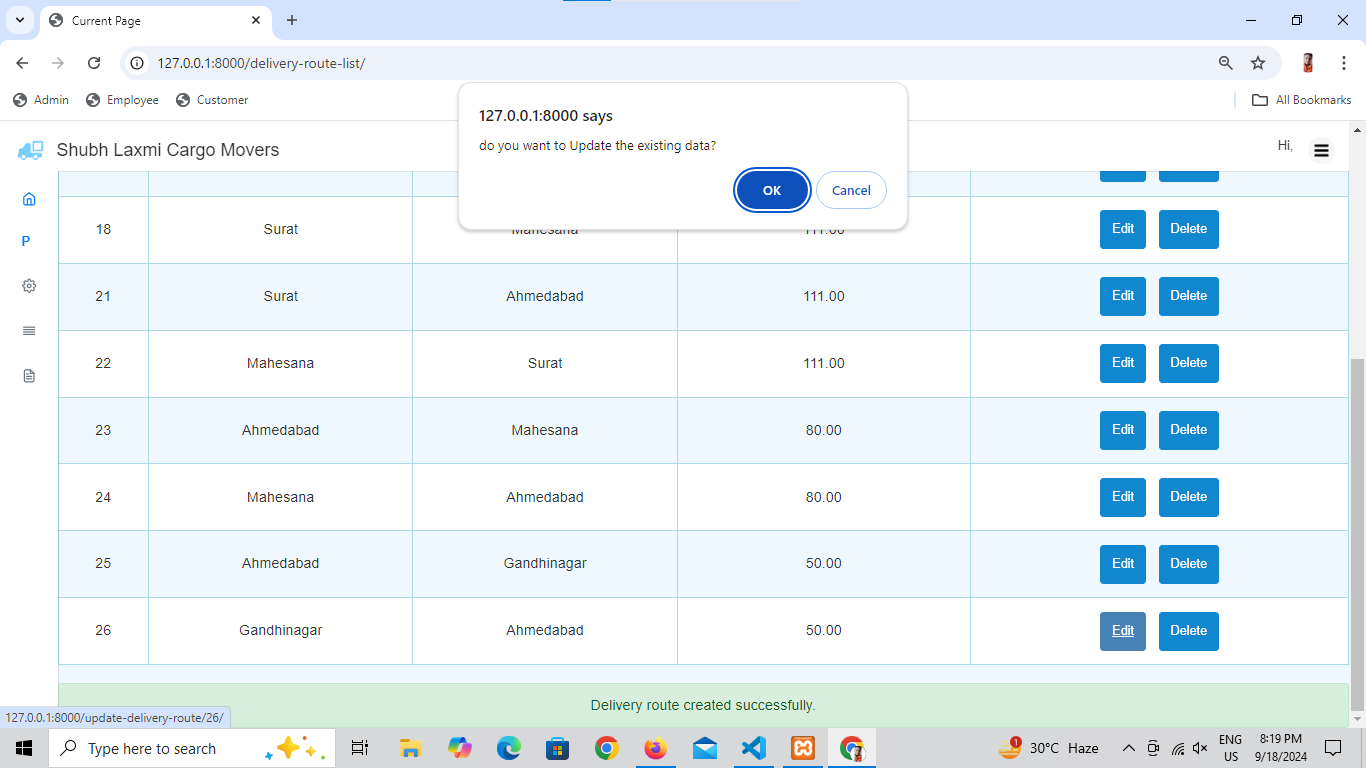 Current Page
127.0.0.1:8000/delivery-route-list/
Admin Employee Customer All Bookmarks
127.0.0.1:8000 says
do you want to Update the existing data?
OK Cancel
Shubh Laxmi Cargo Movers Hi,
P
18 Surat Mahesana 111.00 Edit Delete
21 Surat Ahmedabad 111.00 Edit Delete
22 Mahesana Surat 111.00 Edit Delete
23 Ahmedabad Mahesana 80.00 Edit Delete
24 Mahesana Ahmedabad 80.00 Edit Delete
25 Ahmedabad Gandhinagar 50.00 Edit Delete
26 Gandhinagar Ahmedabad 50.00 Edit Delete
Delivery route created successfully.
127.0.0.1:8000/update-delivery-route/26/
Type here to search
1
30°C Haze
ENG
US
8:19 PM
9/18/2024